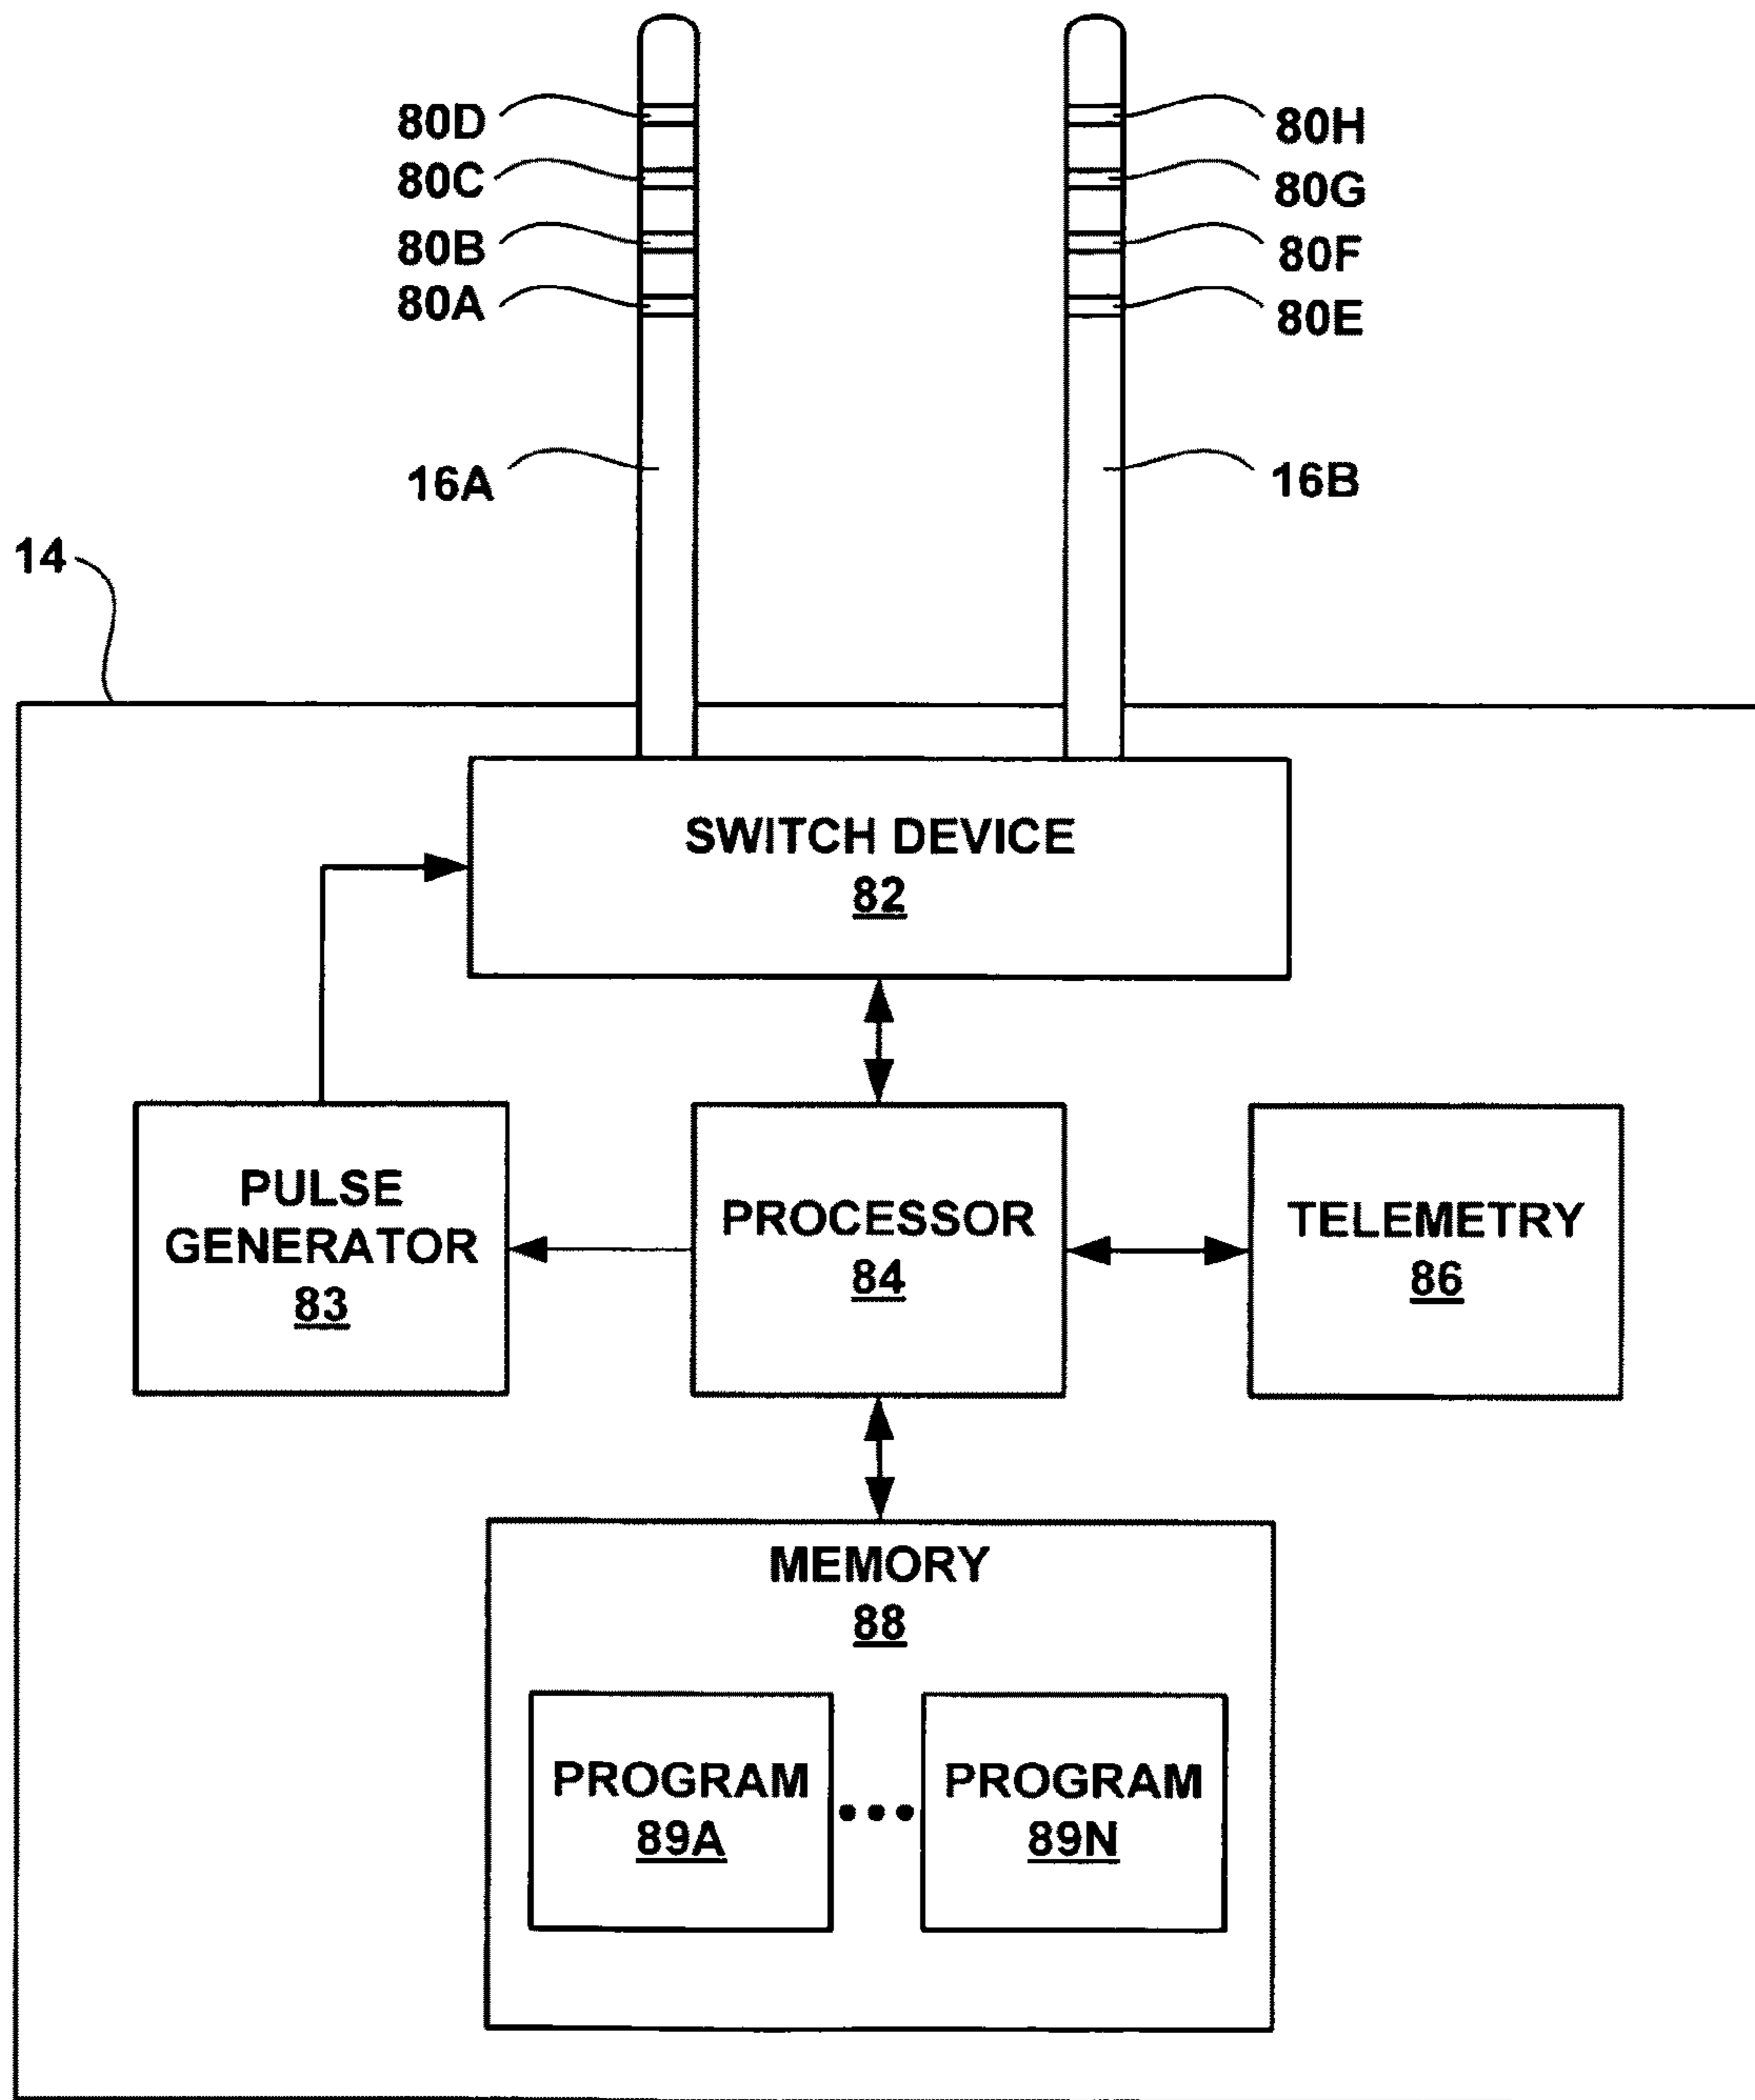 80D
80H
80C
80G
80B
80F
80A
80E
16A
16B
14
SWITCH DEVICE
82
PULSE
GENERATOR
83
PROCESSOR
84
TELEMETRY
86
MEMORY
88
PROGRAM
89A
•••
PROGRAM
89N